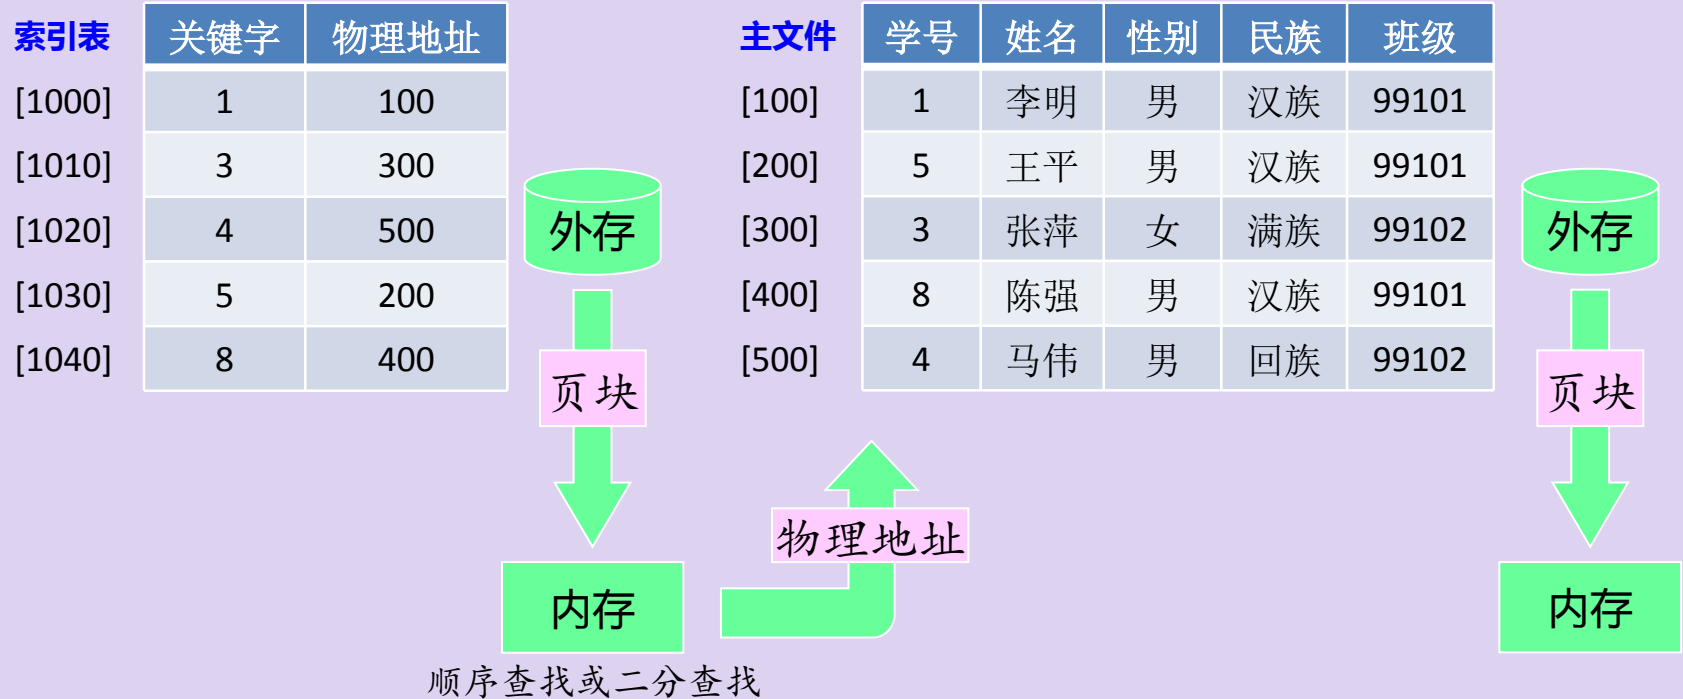 索引表 关键字 物理地址
[1000] 1 100
[1010] 3 300
[1020] 4 500
[1030] 5 200
[1040] 8 400
外存
页块
内存
顺序查找或二分查找
物理地址
主文件 学号 姓名 性别 民族 班级
[100] 1 李明 男 汉族 99101
[200] 5 王平 男 汉族 99101
[300] 3 张萍 女 满族 99102
[400] 8 陈强 男 汉族 99101
[500] 4 马伟 男 回族 99102
外存
页块
内存